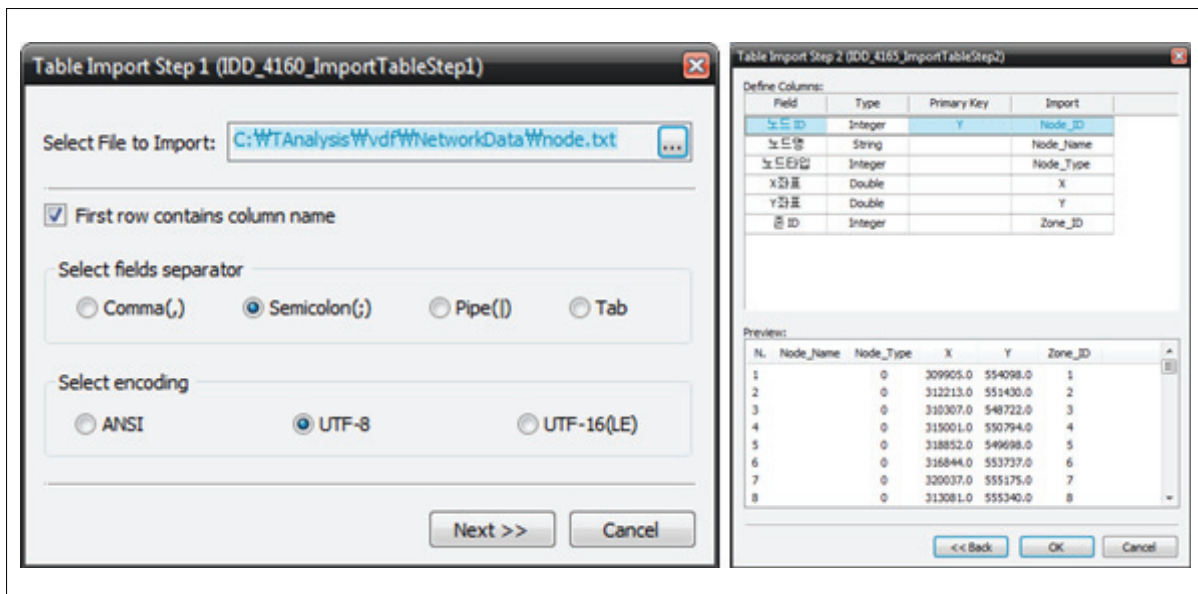 Table Import Step 1 (IDD_4160_ImportTableStep1)
Select File to Import: C:₩TAnalysis₩vdf₩NetworkData₩node.txt ...
First row contains column name
Select fields separator
Comma(,) Semicolon(;) Pipe(|) Tab
Select encoding
ANSI UTF-8 UTF-16(LE)
Next >> Cancel
Table Import Step 2 (IDD_4165_ImportTableStep2)
Define Columns:
Field Type Primary Key Import
노드 ID Integer Y Node_ID
노드명 String Node_Name
노드타입 Integer Node_Type
X좌표 Double X
Y좌표 Double Y
존 ID Integer Zone_ID
Preview:
N. Node_Name Node_Type X Y Zone_ID
1 0 309905.0 554098.0 1
2 0 312213.0 551430.0 2
3 0 310307.0 548722.0 3
4 0 315001.0 550794.0 4
5 0 318852.0 549698.0 5
6 0 316844.0 553737.0 6
7 0 320037.0 555175.0 7
8 0 313081.0 555340.0 8
<< Back OK Cancel